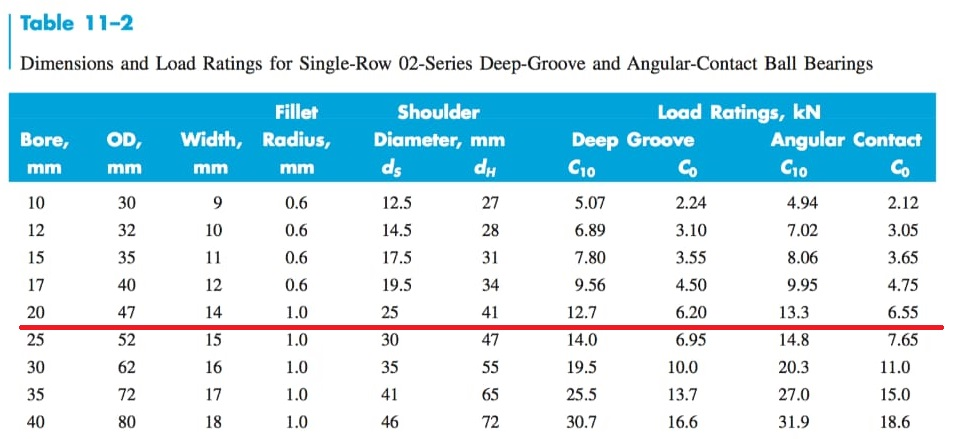 Table 11–2
Dimensions and Load Ratings for Single-Row 02-Series Deep-Groove and Angular-Contact Ball Bearings
Fillet Shoulder Load Ratings, kN
Bore, OD, Width, Radius, Diameter, mm Deep Groove Angular Contact
mm mm mm mm dS dH C10 C0 C10 C0
10 30 9 0.6 12.5 27 5.07 2.24 4.94 2.12
12 32 10 0.6 14.5 28 6.89 3.10 7.02 3.05
15 35 11 0.6 17.5 31 7.80 3.55 8.06 3.65
17 40 12 0.6 19.5 34 9.56 4.50 9.95 4.75
20 47 14 1.0 25 41 12.7 6.20 13.3 6.55
25 52 15 1.0 30 47 14.0 6.95 14.8 7.65
30 62 16 1.0 35 55 19.5 10.0 20.3 11.0
35 72 17 1.0 41 65 25.5 13.7 27.0 15.0
40 80 18 1.0 46 72 30.7 16.6 31.9 18.6